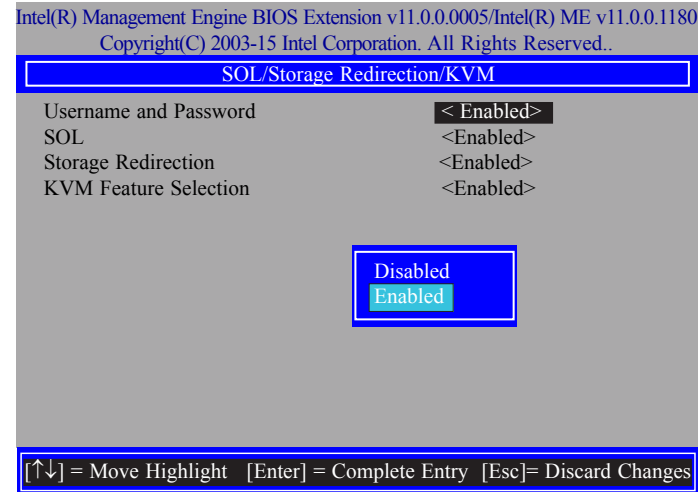 Intel(R) Management Engine BIOS Extension v11.0.0.0005/Intel(R) ME v11.0.0.1180
Copyright(C) 2003-15 Intel Corporation. All Rights Reserved..
SOL/Storage Redirection/KVM
Username and Password < Enabled>
SOL <Enabled>
Storage Redirection <Enabled>
KVM Feature Selection <Enabled>
Disabled
Enabled
[↑↓] = Move Highlight [Enter] = Complete Entry [Esc]= Discard Changes